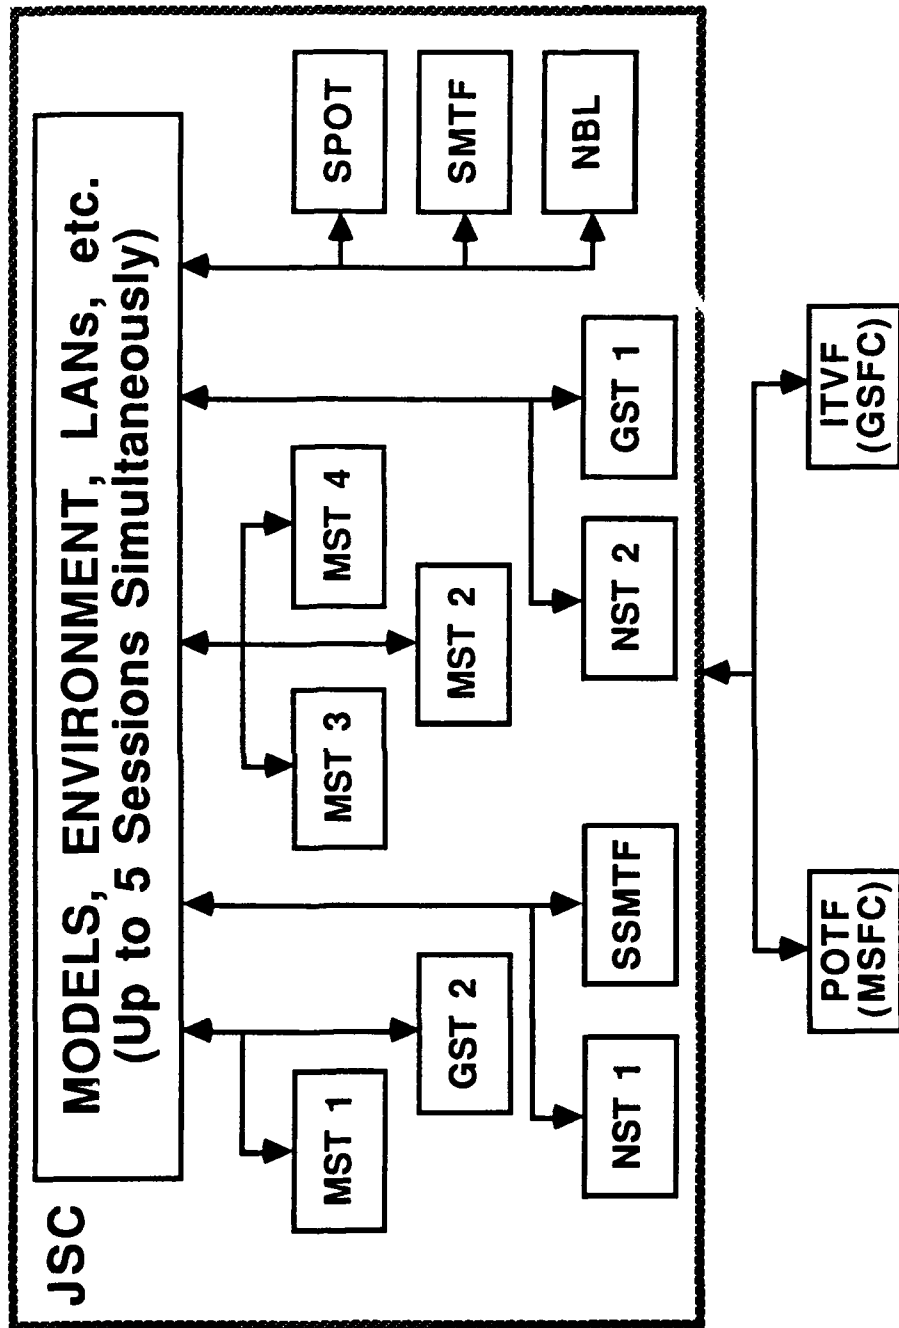 JSC
MODELS, ENVIRONMENT, LANs, etc.
(Up to 5 Sessions Simultaneously)
MST 1
MST 3
MST 4
SPOT
GST 2
MST 2
SMTF
NST 1
SSMTF
NST 2
GST 1
NBL
POTF
(MSFC)
ITVF
(GSFC)